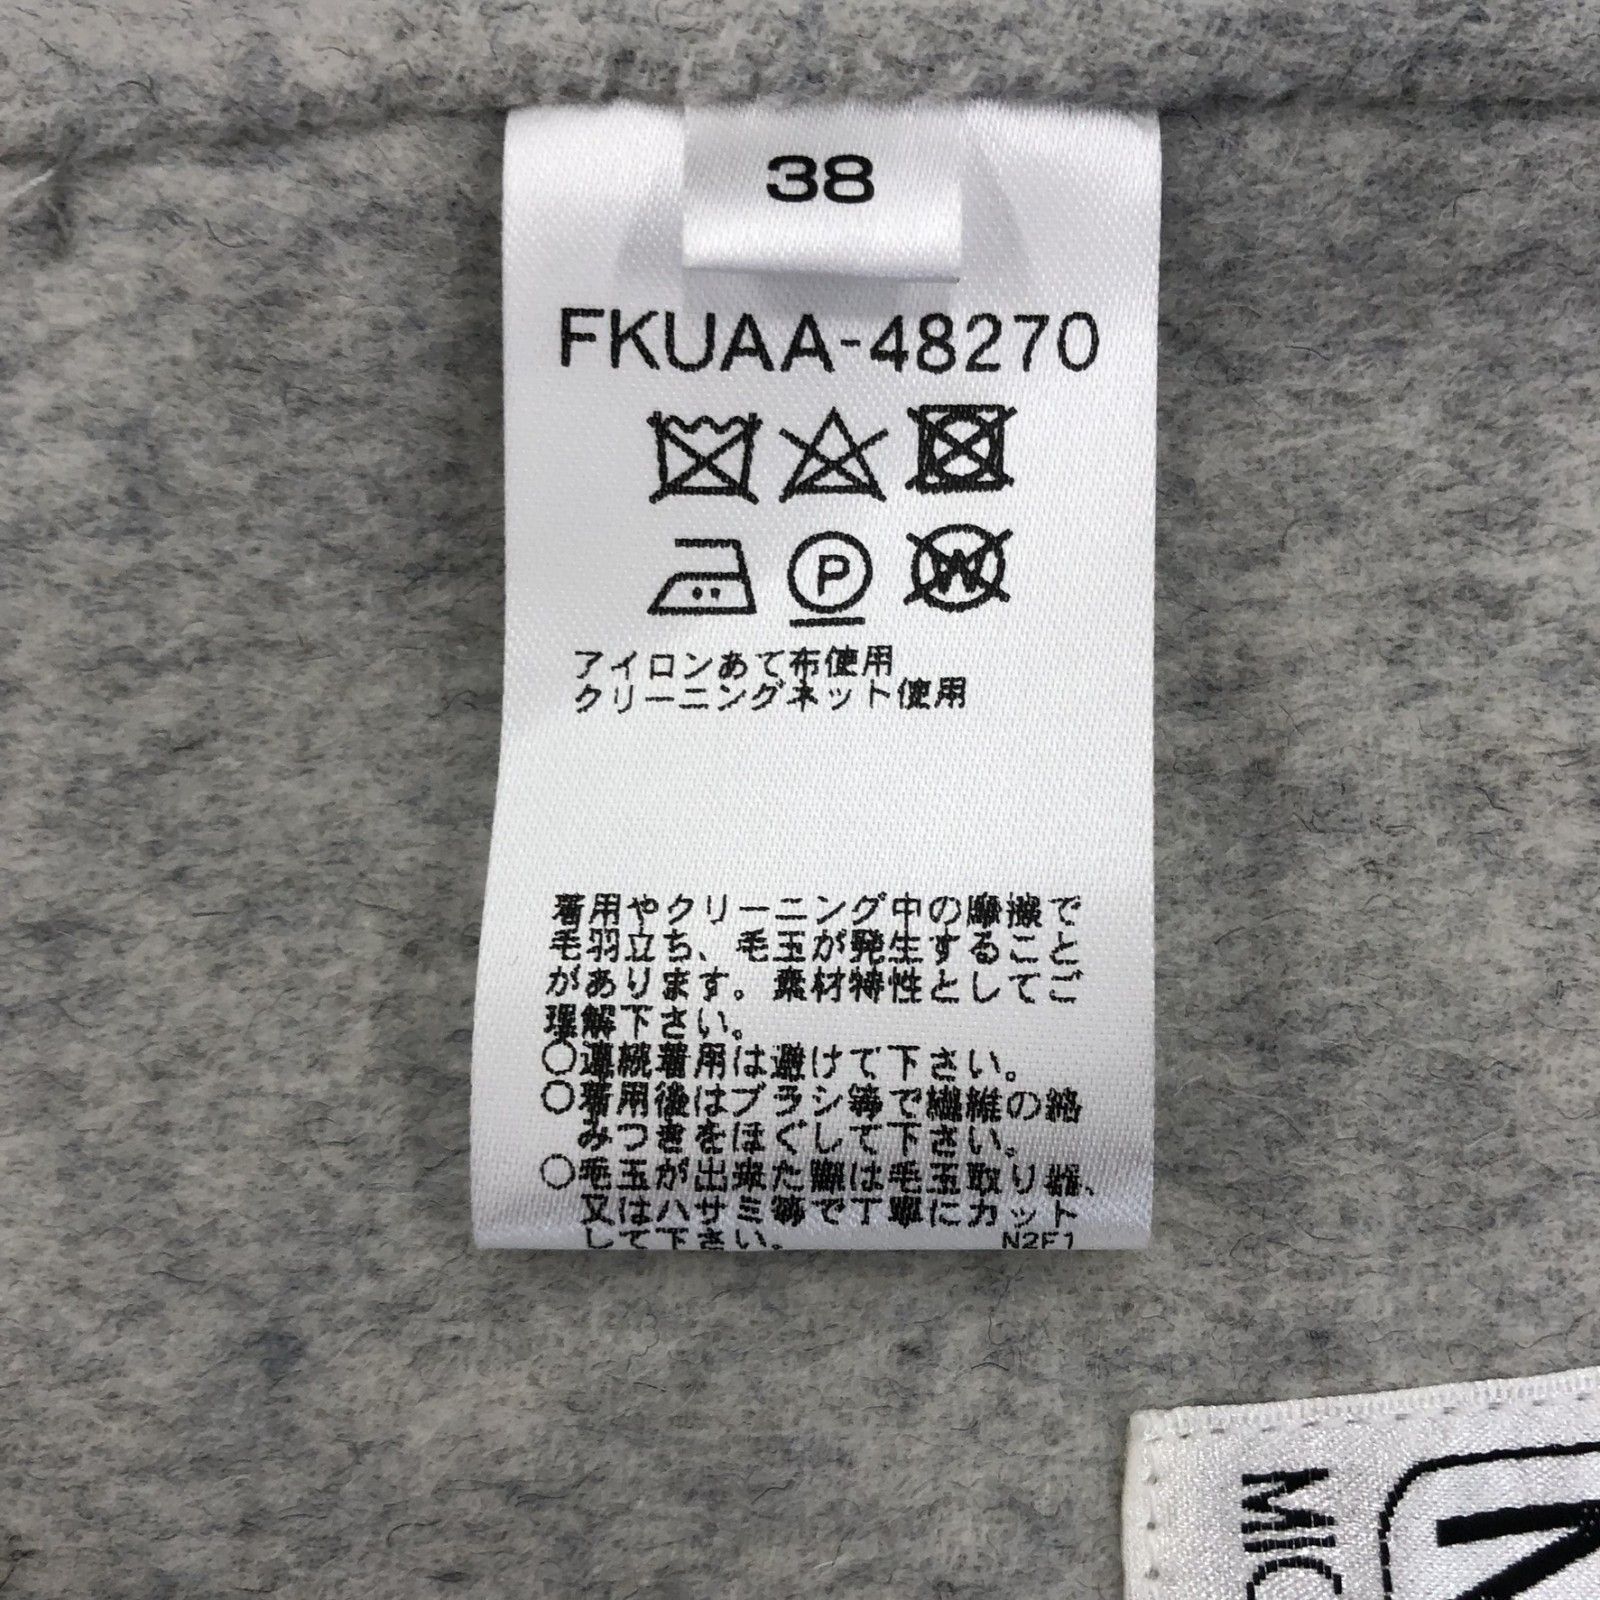 38
FKUAA-48270
P
W
アイロンあて布使用
クリーニングネット使用
着用やクリーニング中の摩擦で
毛羽立ち、毛玉が発生すること
があります。素材特性としてご
理解下さい。
○連続着用は避けて下さい。
○着用後はブラシ等で繊維の絡
みつきをほぐして下さい。
○毛玉が出来た際は毛玉取り器、
又はハサミ等で丁寧にカット
して下さい。 N2F1
MIC